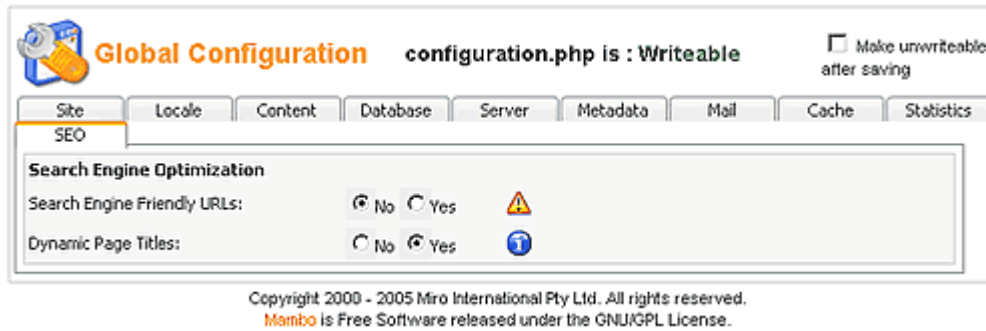 Global Configuration configuration.php is : Writeable Make unwriteable
after saving
Site Locale Content Database Server Metadata Mail Cache Statistics
SEO
Search Engine Optimization
Search Engine Friendly URLs: No Yes
Dynamic Page Titles: No Yes
Copyright 2000 - 2005 Miro International Pty Ltd. All rights reserved.
Mambo is Free Software released under the GNU/GPL License.